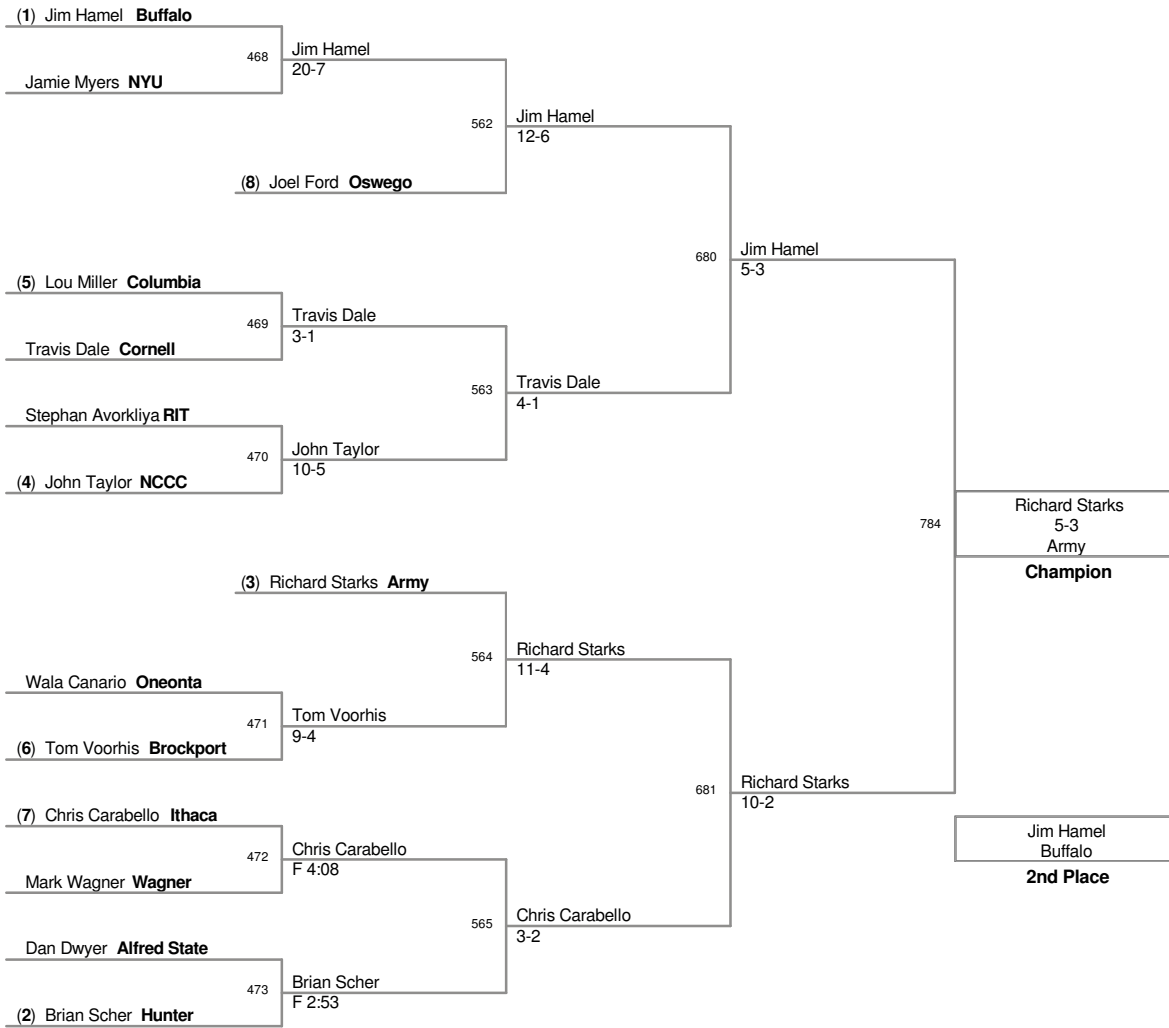 (1) Jim Hamel Buffalo
468
Jim Hamel
20-7
Jamie Myers NYU
562
Jim Hamel
12-6
(8) Joel Ford Oswego
680
Jim Hamel
5-3
(5) Lou Miller Columbia
469
Travis Dale
3-1
Travis Dale Cornell
563
Travis Dale
4-1
Stephan Avorkliya RIT
470
John Taylor
10-5
(4) John Taylor NCCC
784
Richard Starks
5-3
Army
Champion
(3) Richard Starks Army
564
Richard Starks
11-4
Wala Canario Oneonta
471
Tom Voorhis
9-4
(6) Tom Voorhis Brockport
681
Richard Starks
10-2
(7) Chris Carabello Ithaca
472
Chris Carabello
F 4:08
Mark Wagner Wagner
Jim Hamel
Buffalo
2nd Place
565
Chris Carabello
3-2
Dan Dwyer Alfred State
473
Brian Scher
F 2:53
(2) Brian Scher Hunter